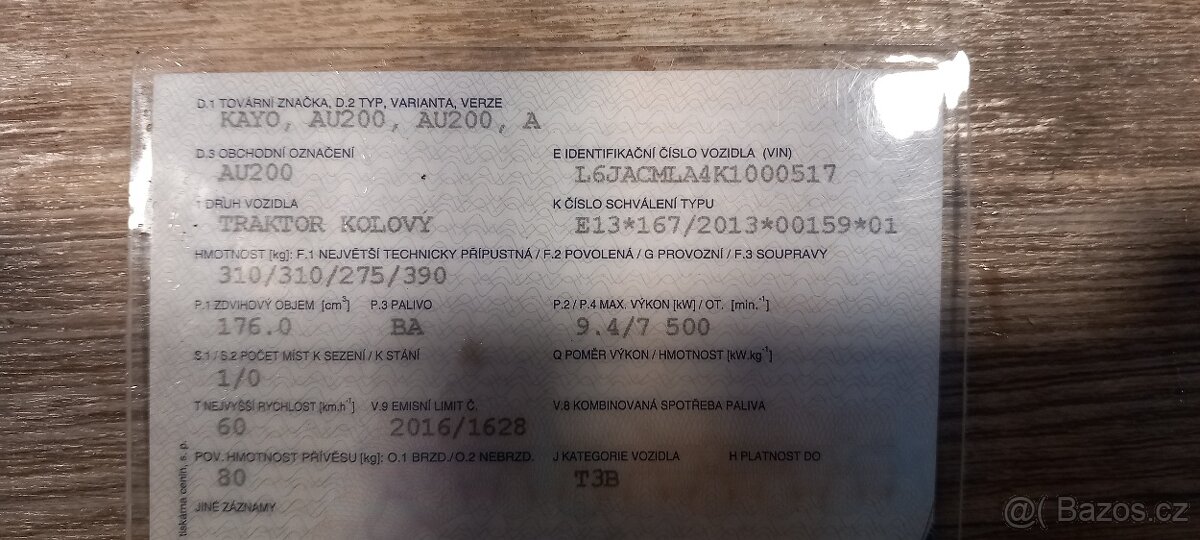 D.1 TOVÁRNÍ ZNAČKA, D.2 TYP, VARIANTA, VERZE
KAYO, AU200, AU200, A
D.3 OBCHODNÍ OZNAČENÍ E IDENTIFIKAČNÍ ČÍSLO VOZIDLA (VIN)
AU200 L6JACMLA4K1000517
1 DRUH VOZIDLA K ČÍSLO SCHVÁLENÍ TYPU
TRAKTOR KOLOVÝ E13*167/2013*00159*01
HMOTNOST [kg]: F.1 NEJVĚTŠÍ TECHNICKY PŘÍPUSTNÁ / F.2 POVOLENÁ / G PROVOZNÍ / F.3 SOUPRAVY
310/310/275/390
P.1 ZDVIHOVÝ OBJEM [cm³] P.3 PALIVO P.2 / P.4 MAX. VÝKON [kW] / OT. [min.⁻¹]
176.0 BA 9.4/7 500
S.1 / S.2 POČET MÍST K SEZENÍ / K STÁNÍ Q POMĚR VÝKON / HMOTNOST [kW.kg⁻¹]
1/0
T NEJVYŠŠÍ RYCHLOST [km.h⁻¹] V.9 EMISNÍ LIMIT Č. V.8 KOMBINOVANÁ SPOTŘEBA PALIVA
60 2016/1628
POV. HMOTNOST PŘÍVĚSU [kg]: O.1 BRZD./O.2 NEBRZD. J KATEGORIE VOZIDLA H PLATNOST DO
80 T3B
JINÉ ZÁZNAMY
tiskárna cenin, s. p.
@( Bazos.cz